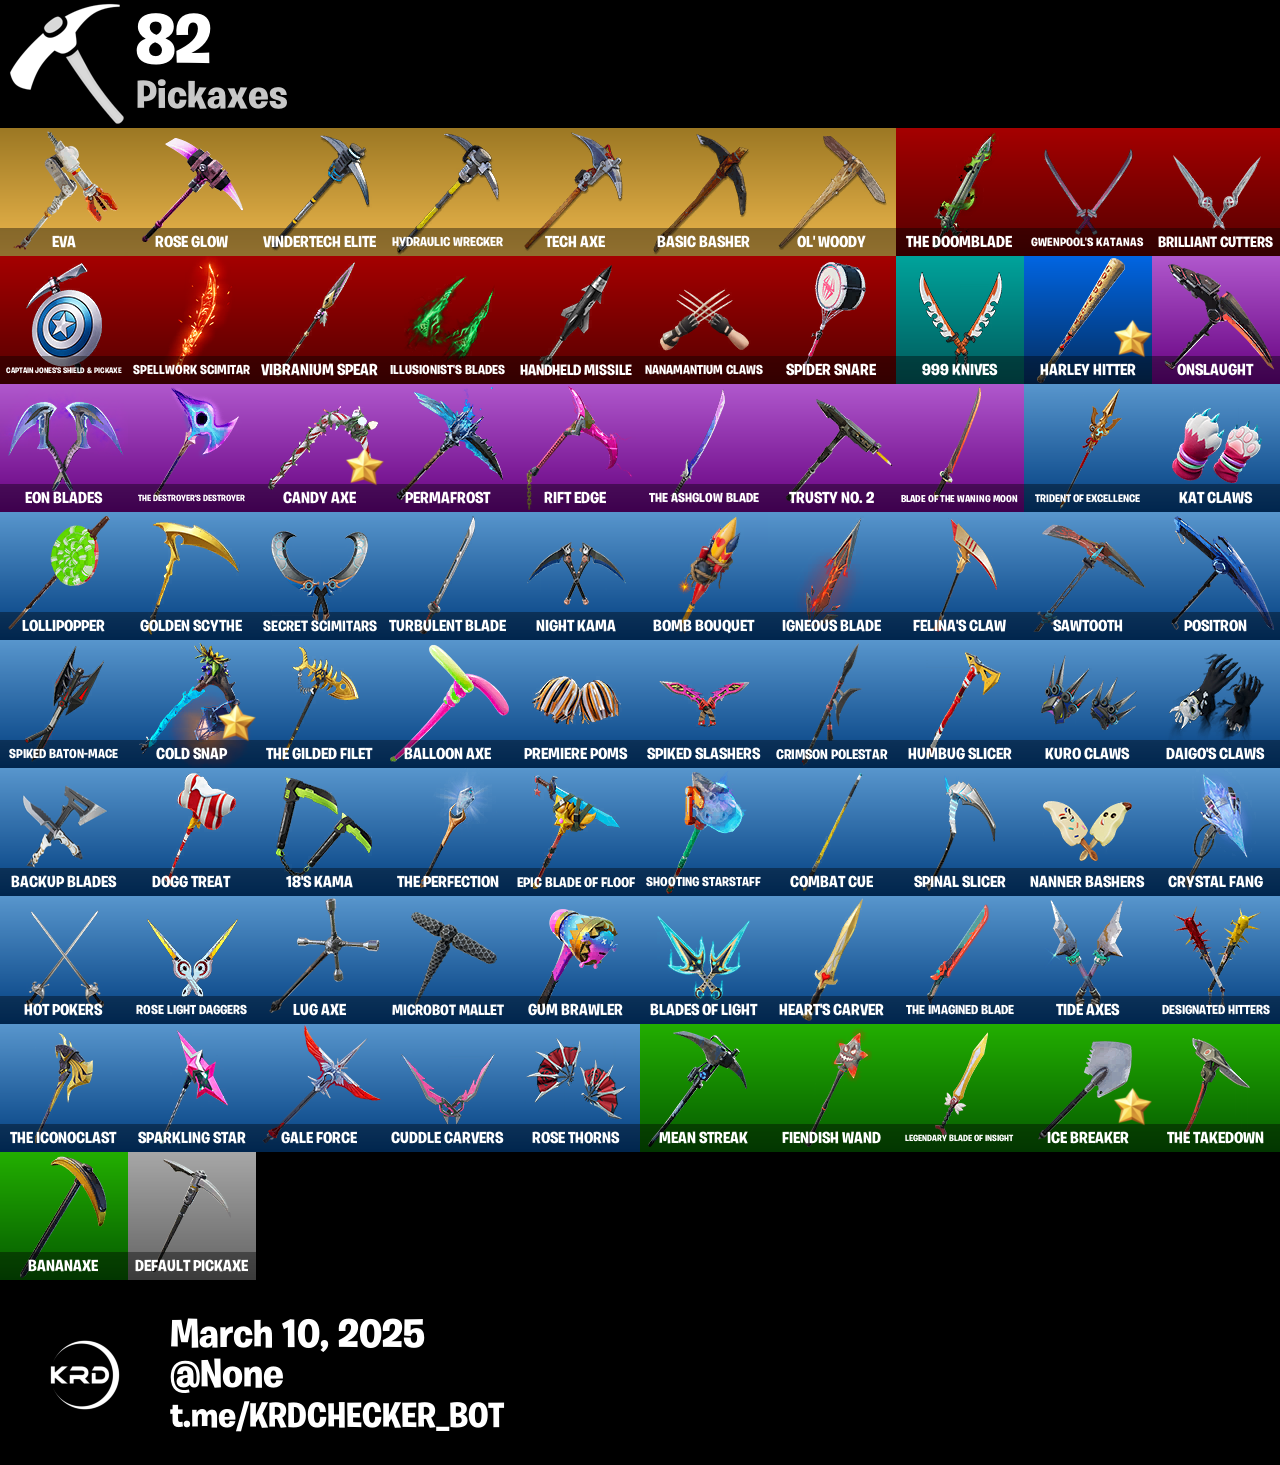 82
Pickaxes
EVA
ROSE GLOW
VINDERTECH ELITE
HYDRAULIC WRECKER
TECH AXE
BASIC BASHER
OL' WOODY
THE DOOMBLADE
GWENPOOL'S KATANAS
BRILLIANT CUTTERS
CAPTAIN JONES'S SHIELD & PICKAXE
SPELLWORK SCIMITAR
VIBRANIUM SPEAR
ILLUSIONIST'S BLADES
HANDHELD MISSILE
NANAMANTIUM CLAWS
SPIDER SNARE
999 KNIVES
HARLEY HITTER
ONSLAUGHT
EON BLADES
THE DESTROYER'S DESTROYER
CANDY AXE
PERMAFROST
RIFT EDGE
THE ASHGLOW BLADE
TRUSTY NO. 2
BLADE OF THE WANING MOON
TRIDENT OF EXCELLENCE
KAT CLAWS
LOLLIPOPPER
GOLDEN SCYTHE
SECRET SCIMITARS
TURBULENT BLADE
NIGHT KAMA
BOMB BOUQUET
IGNEOUS BLADE
FELINA'S CLAW
SAWTOOTH
POSITRON
SPIKED BATON-MACE
COLD SNAP
THE GILDED FILET
BALLOON AXE
PREMIERE POMS
SPIKED SLASHERS
CRIMSON POLESTAR
HUMBUG SLICER
KURO CLAWS
DAIGO'S CLAWS
BACKUP BLADES
DOGG TREAT
18'S KAMA
THE PERFECTION
EPIC BLADE OF FLOOF
SHOOTING STARSTAFF
COMBAT CUE
SPINAL SLICER
NANNER BASHERS
CRYSTAL FANG
HOT POKERS
ROSE LIGHT DAGGERS
LUG AXE
MICROBOT MALLET
GUM BRAWLER
BLADES OF LIGHT
HEART'S CARVER
THE IMAGINED BLADE
TIDE AXES
DESIGNATED HITTERS
THE ICONOCLAST
SPARKLING STAR
GALE FORCE
CUDDLE CARVERS
ROSE THORNS
MEAN STREAK
FIENDISH WAND
LEGENDARY BLADE OF INSIGHT
ICE BREAKER
THE TAKEDOWN
BANANAXE
DEFAULT PICKAXE
March 10, 2025
KRD
@None
t.me/KRDCHECKER_BOT